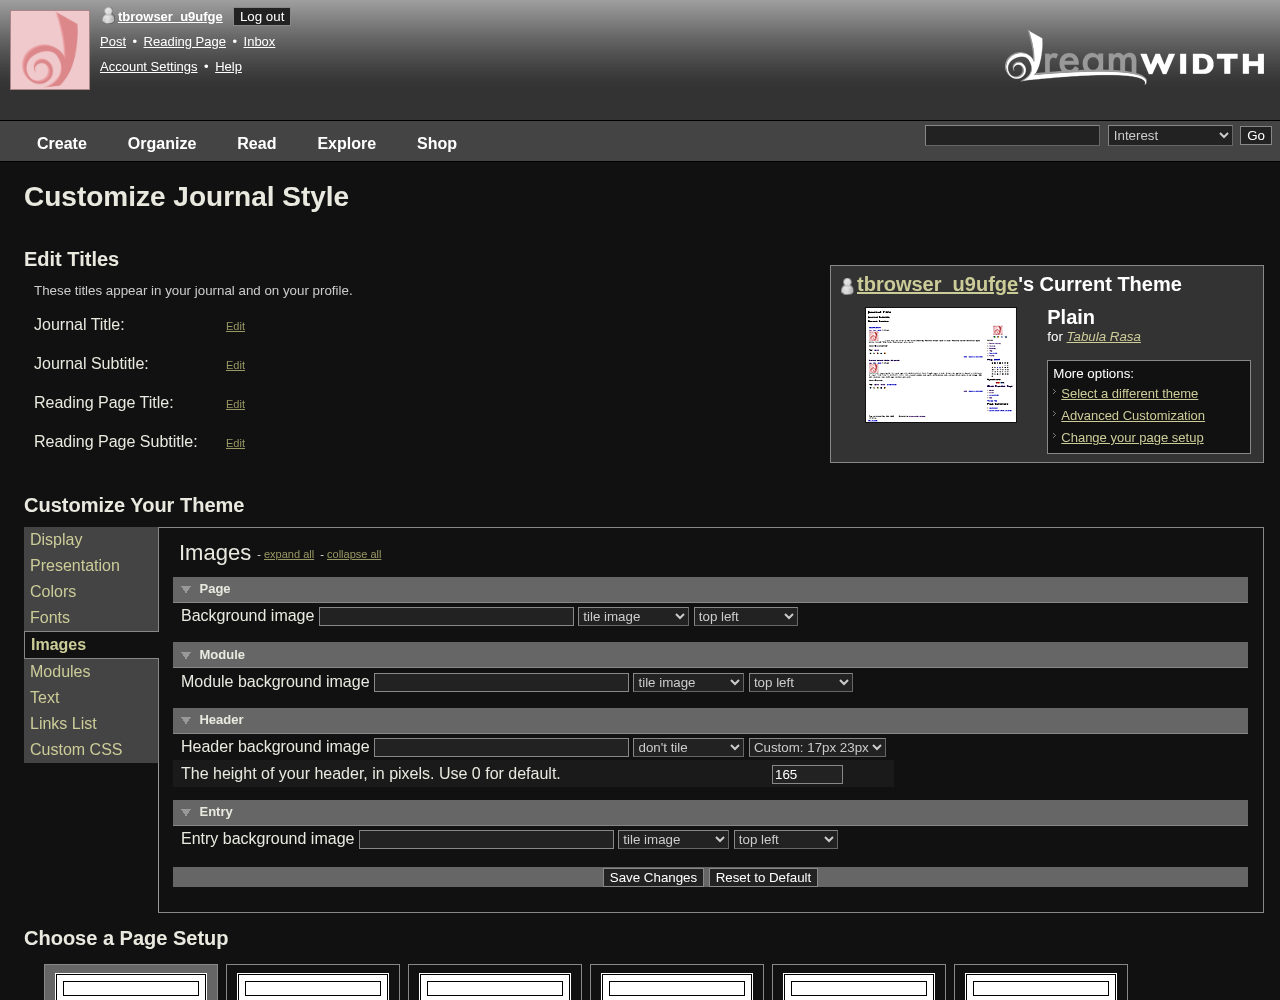 tbrowser_u9ufge Log out
Post • Reading Page • Inbox
Account Settings • Help
dreamWIDTH
Create Organize Read Explore Shop
Interest Go
Customize Journal Style
Edit Titles
These titles appear in your journal and on your profile.
Journal Title: Edit
Journal Subtitle: Edit
Reading Page Title: Edit
Reading Page Subtitle: Edit
tbrowser_u9ufge's Current Theme
Plain
for Tabula Rasa
More options:
Select a different theme
Advanced Customization
Change your page setup
Customize Your Theme
Display
Presentation
Colors
Fonts
Images
Modules
Text
Links List
Custom CSS
Images - expand all - collapse all
Page
Background image tile image top left
Module
Module background image tile image top left
Header
Header background image don't tile Custom: 17px 23px
The height of your header, in pixels. Use 0 for default. 165
Entry
Entry background image tile image top left
Save Changes Reset to Default
Choose a Page Setup